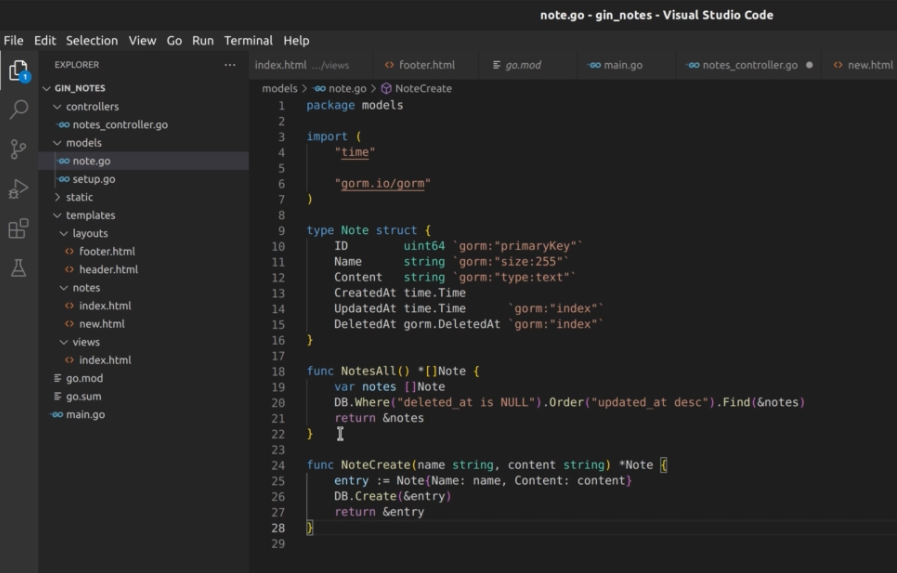 note.go - gin_notes - Visual Studio Code
File Edit Selection View Go Run Terminal Help
EXPLORER ···
index.html .../views footer.html go.mod main.go notes_controller.go new.html
1
GIN_NOTES
controllers
notes_controller.go
models
note.go
setup.go
static
templates
layouts
footer.html
header.html
notes
index.html
new.html
views
index.html
go.mod
go.sum
main.go
models > note.go > NoteCreate
1 package models
2
3 import (
4     "time"
5
6     "gorm.io/gorm"
7 )
8
9 type Note struct {
10     ID        uint64 `gorm:"primaryKey"`
11     Name      string `gorm:"size:255"`
12     Content   string `gorm:"type:text"`
13     CreatedAt time.Time
14     UpdatedAt time.Time      `gorm:"index"`
15     DeletedAt gorm.DeletedAt `gorm:"index"`
16 }
17
18 func NotesAll() *[]Note {
19     var notes []Note
20     DB.Where("deleted_at is NULL").Order("updated_at desc").Find(&notes)
21     return &notes
22 }
23
24 func NoteCreate(name string, content string) *Note {
25     entry := Note{Name: name, Content: content}
26     DB.Create(&entry)
27     return &entry
28 }
29